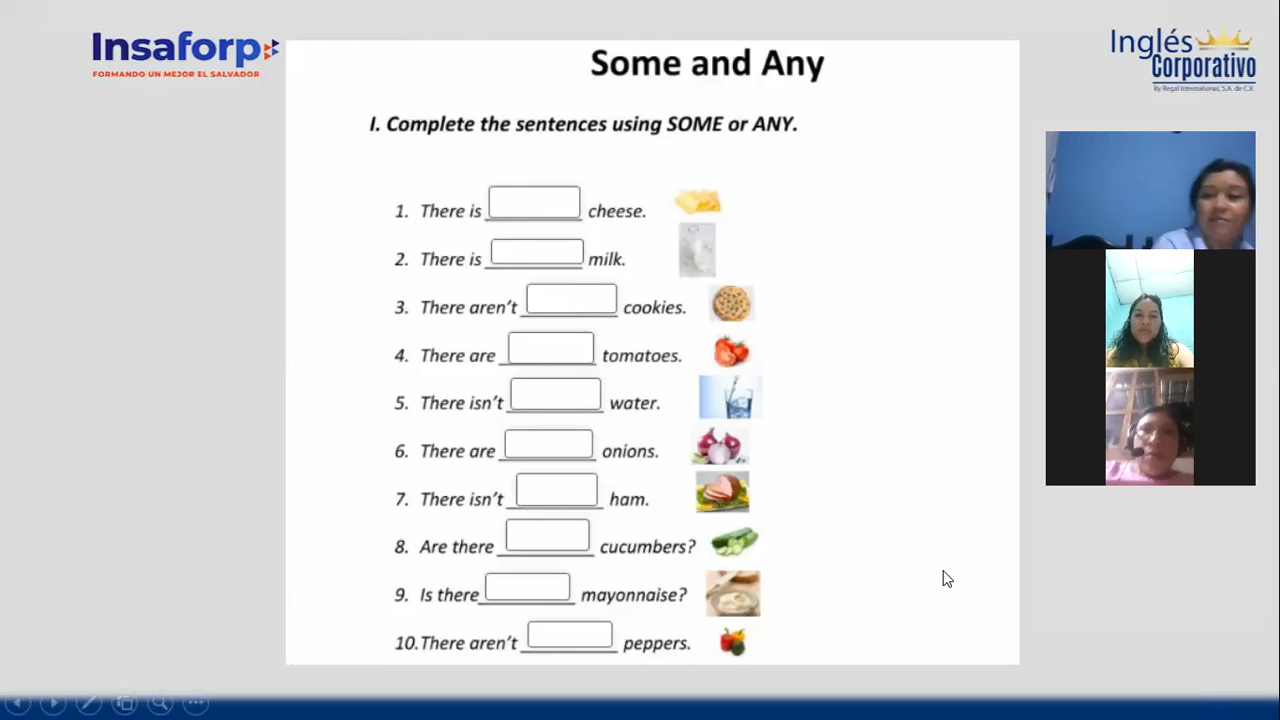 Insaforp
FORMANDO UN MEJOR EL SALVADOR
Inglés
Corporativo
By Regal International, S.A. de C.V.
Some and Any
I. Complete the sentences using SOME or ANY.
1. There is cheese.
2. There is milk.
3. There aren't cookies.
4. There are tomatoes.
5. There isn't water.
6. There are onions.
7. There isn't ham.
8. Are there cucumbers?
9. Is there mayonnaise?
10. There aren't peppers.